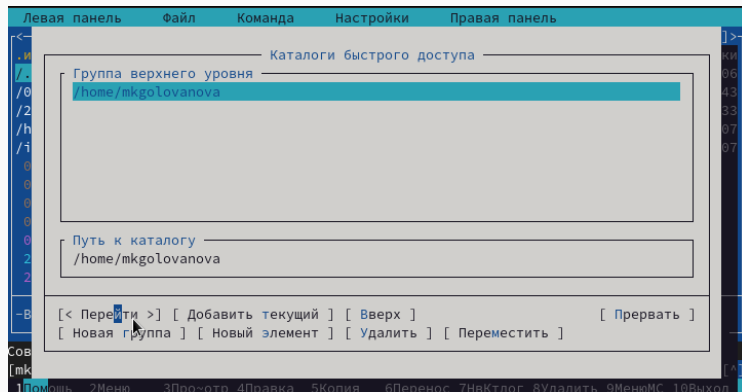 Левая панель Файл Команда Настройки Правая панель
Каталоги быстрого доступа
Группа верхнего уровня
/home/mkgolovanova
Путь к каталогу
/home/mkgolovanova
[< Перейти >] [ Добавить текущий ] [ Вверх ] [ Прервать ]
[ Новая группа ] [ Новый элемент ] [ Удалить ] [ Переместить ]
Сов
[mk [^]
1Помощь 2Меню 3Про~отр 4Правка 5Копия 6Перенос 7НвКтлог 8Удалить 9МенюMC 10Выход